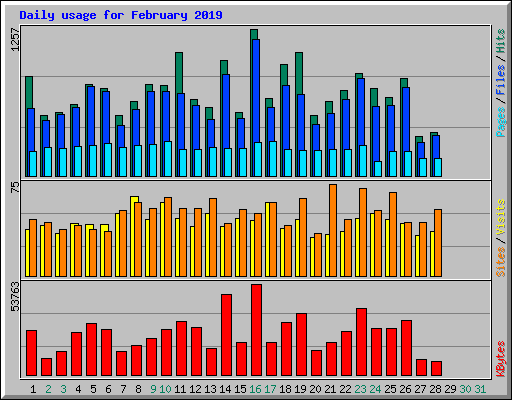 Daily usage for February 2019
1257
Pages / Files / Hits
75
Sites / Visits
53763
KBytes
1 2 3 4 5 6 7 8 9 10 11 12 13 14 15 16 17 18 19 20 21 22 23 24 25 26 27 28 29 30 31